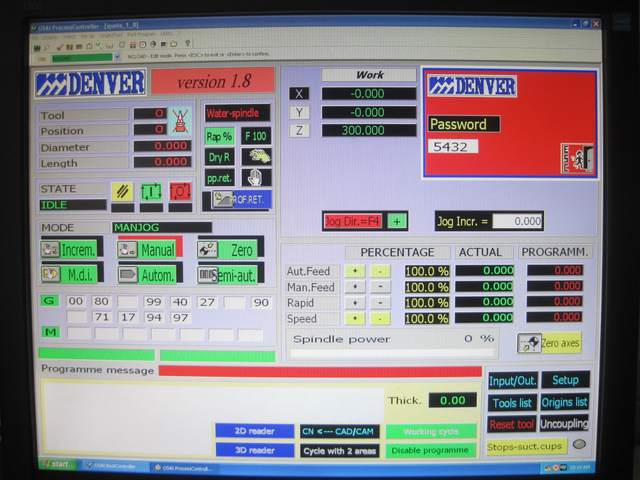 OSAI ProcessController - [quota_1_8]
NCLOAD - Edit mode. Press <ESC> to exit or <Enter> to confirm.
DENVER
version 1.8
Work
X -0.000
Y -0.000
Z 300.000
DENVER
Password
5432
ESC
Tool 0
Position 0
Diameter 0.000
Length 0.000
Water-spindle
Rap % F 100
Dry R
pp.ret.
PROF.RET.
STATE
IDLE
Jog Dir.=F4 +
Jog Incr. = 0.000
MODE MANJOG
Increm. Manual Zero
M.d.i. Autom. Semi-aut.
PERCENTAGE ACTUAL PROGRAMM.
Aut.Feed + - 100.0 % 0.000 0.000
Man.Feed + - 100.0 % 0.000 0.000
Rapid + - 100.0 % 0.000 0.000
Speed + - 100.0 % 0.000 0.000
G 00 80 99 40 27 90
71 17 94 97
M
Spindle power 0 %
Zero axes
Programme message
Thick. 0.00
Input/Out. Setup
Tools list Origins list
Reset tool Uncoupling
Stops-suct.cups
2D reader CN <--- CAD/CAM Working cycle
3D reader Cycle with 2 areas Disable programme
start OSAI BootController OSAI ProcessControll... 10:19 AM